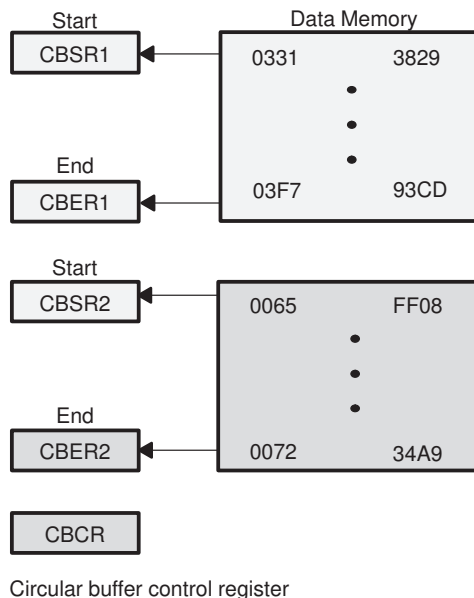 Start
Data Memory
CBSR1
0331 3829
End
CBER1
03F7 93CD
Start
CBSR2
0065 FF08
End
CBER2
0072 34A9
CBCR
Circular buffer control register